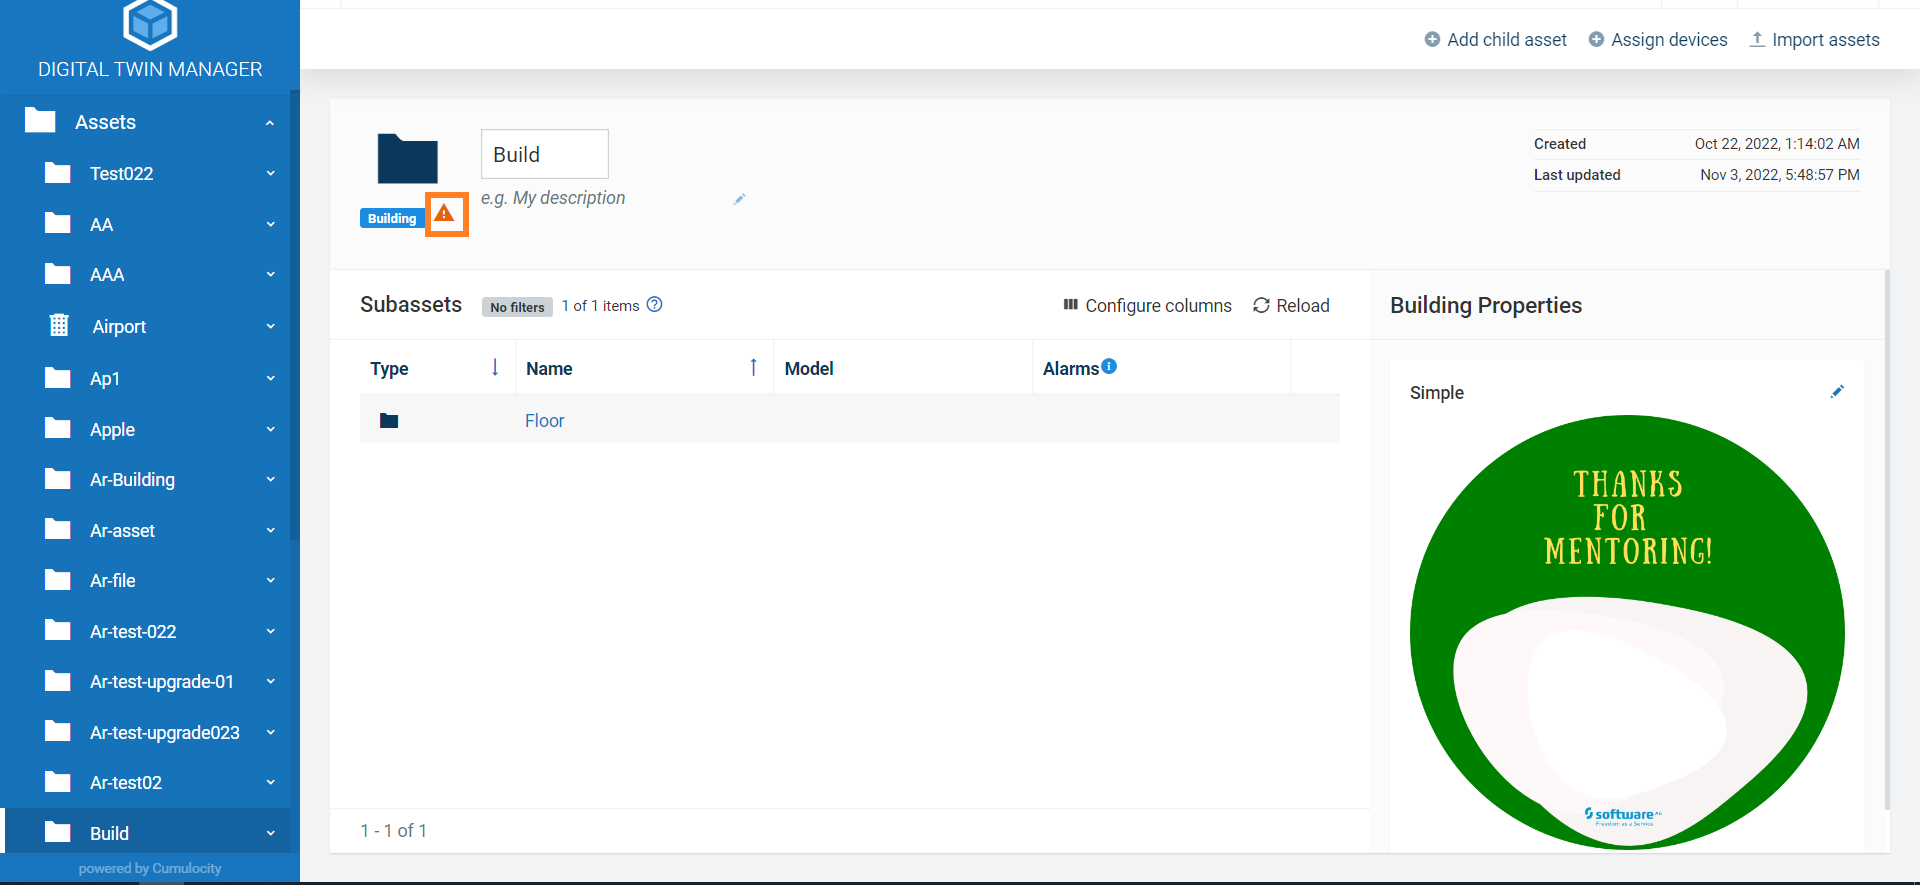 DIGITAL TWIN MANAGER
Assets
Test022
AA
AAA
Airport
Ap1
Apple
Ar-Building
Ar-asset
Ar-file
Ar-test-022
Ar-test-upgrade-01
Ar-test-upgrade023
Ar-test02
Build
powered by Cumulocity
Add child asset
Assign devices
Import assets
Build
e.g. My description
Building
Created Oct 22, 2022, 1:14:02 AM
Last updated Nov 3, 2022, 5:48:57 PM
Subassets
No filters
1 of 1 items
Configure columns
Reload
Type
Name
Model
Alarms
Floor
1 - 1 of 1
Building Properties
Simple
THANKS
FOR
MENTORING!
software AG
Freedom as a Service